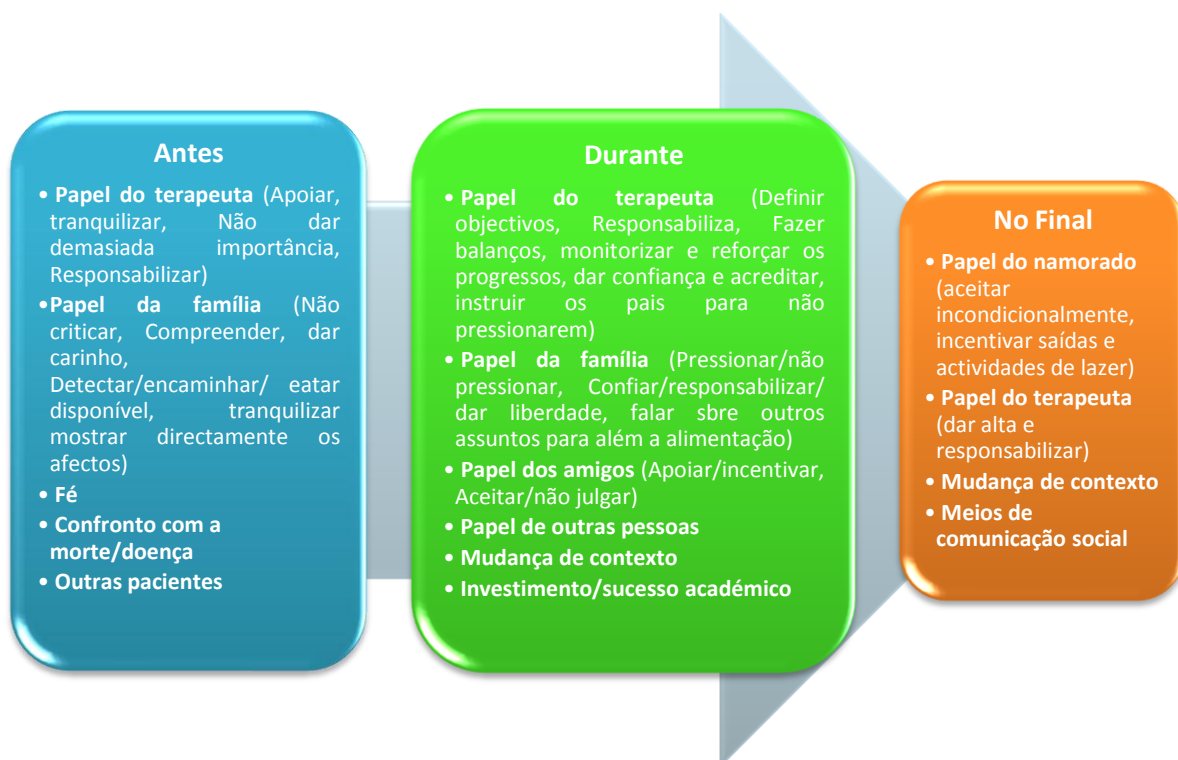 Antes
• Papel do terapeuta (Apoiar,
tranquilizar, Não dar
demasiada importância,
Responsabilizar)
•Papel da família (Não
criticar, Compreender, dar
carinho,
Detectar/encaminhar/ eatar
disponível, tranquilizar
mostrar directamente os
afectos)
• Fé
• Confronto com a
morte/doença
• Outras pacientes
Durante
• Papel do terapeuta (Definir
objectivos, Responsabiliza, Fazer
balanços, monitorizar e reforçar os
progressos, dar confiança e acreditar,
instruir os pais para não
pressionarem)
• Papel da família (Pressionar/não
pressionar, Confiar/responsabilizar/
dar liberdade, falar sbre outros
assuntos para além a alimentação)
• Papel dos amigos (Apoiar/incentivar,
Aceitar/não julgar)
• Papel de outras pessoas
• Mudança de contexto
• Investimento/sucesso académico
No Final
• Papel do namorado
(aceitar
incondicionalmente,
incentivar saídas e
actividades de lazer)
• Papel do terapeuta
(dar alta e
responsabilizar)
• Mudança de contexto
• Meios de
comunicação social